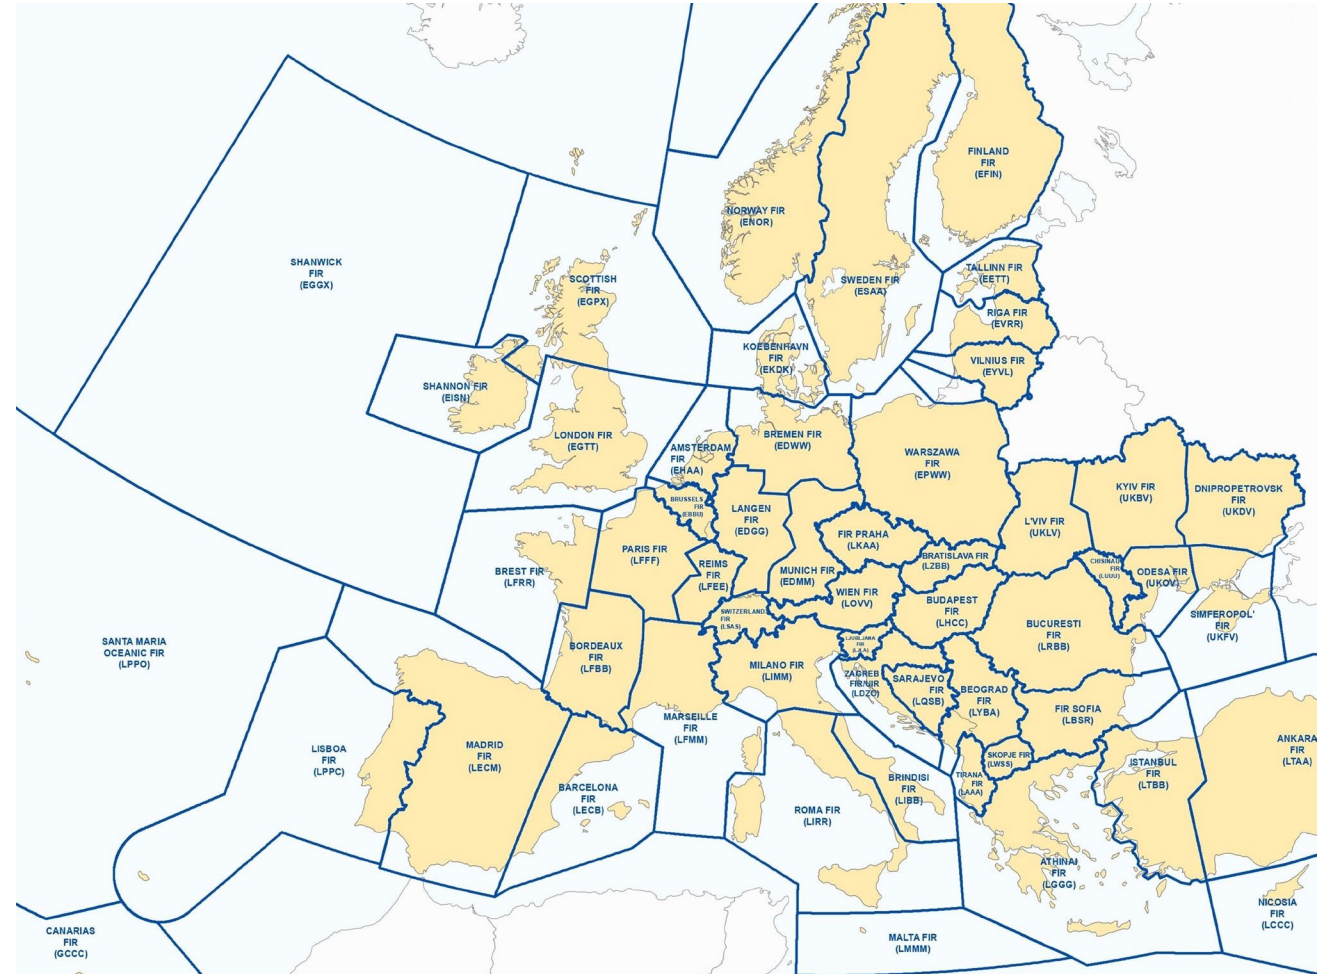 FINLAND
FIR
(EFIN)
NORWAY FIR
(ENOR)
SHANWICK
FIR
(EGGX)
SCOTTISH
FIR
(EGPX)
SWEDEN FIR
(ESAA)
TALLINN FIR
(EETT)
RIGA FIR
(EVRR)
KOEBENHAVN
FIR
(EKDK)
VILNIUS FIR
(EYVL)
SHANNON FIR
(EISN)
LONDON FIR
(EGTT)
AMSTERDAM
FIR
(EHAA)
BREMEN FIR
(EDWW)
WARSZAWA
FIR
(EPWW)
KYIV FIR
(UKBV)
DNIPROPETROVSK
FIR
(UKDV)
BRUSSELS
FIR
(EBBU)
LANGEN
FIR
(EDGG)
L'VIV FIR
(UKLV)
FIR PRAHA
(LKAA)
PARIS FIR
(LFFF)
REIMS
FIR
(LFEE)
MUNICH FIR
(EDMM)
BRATISLAVA FIR
(LZBB)
CHISINAU
FIR
(LUUU)
ODESA FIR
(UKOV)
BREST FIR
(LFRR)
WIEN FIR
(LOVV)
BUDAPEST
FIR
(LHCC)
SWITZERLAND
FIR
(LSAS)
BUCURESTI
FIR
(LRBB)
SIMFEROPOL'
FIR
(UKFV)
SANTA MARIA
OCEANIC FIR
(LPPO)
BORDEAUX
FIR
(LFBB)
LJUBLJANA
FIR
(LJLA)
MILANO FIR
(LIMM)
ZAGREB
FIR/UIR
(LDZO)
SARAJEVO
FIR
(LQSB)
BEOGRAD
FIR
(LYBA)
FIR SOFIA
(LBSR)
MARSEILLE
FIR
(LFMM)
LISBOA
FIR
(LPPC)
MADRID
FIR
(LECM)
ANKARA
FIR
(LTAA)
SKOPJE FIR
(LWSS)
ISTANBUL
FIR
(LTBB)
TIRANA
FIR
(LAAA)
BARCELONA
FIR
(LECB)
BRINDISI
FIR
(LIBB)
ROMA FIR
(LIRR)
ATHINAI
FIR
(LGGG)
CANARIAS
FIR
(GCCC)
MALTA FIR
(LMMM)
NICOSIA
FIR
(LCCC)